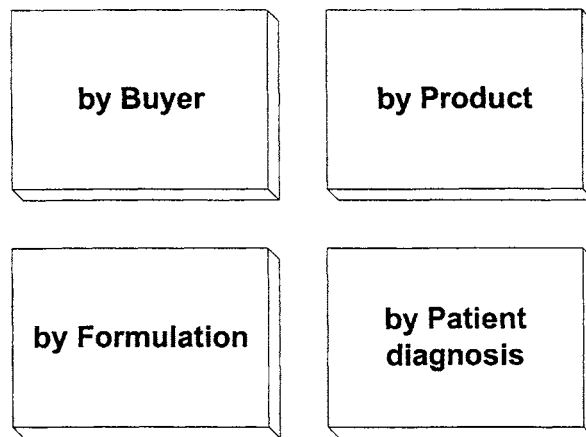 by Buyer
by Product
by Formulation
by Patient
diagnosis